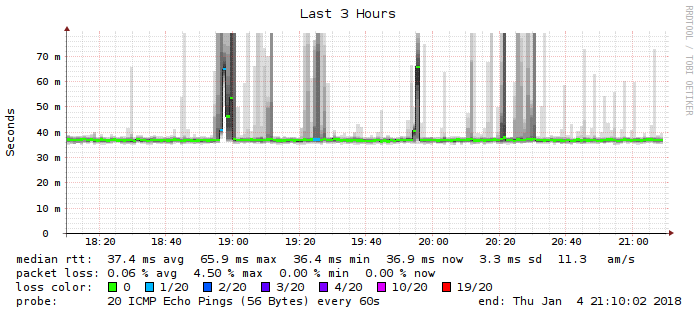 Last 3 Hours
RRDTOOL / TOBI OETIKER
Seconds
70 m
60 m
50 m
40 m
30 m
20 m
10 m
0
18:20 18:40 19:00 19:20 19:40 20:00 20:20 20:40 21:00
median rtt: 37.4 ms avg 65.9 ms max 36.4 ms min 36.9 ms now 3.3 ms sd 11.3 am/s
packet loss: 0.06 % avg 4.50 % max 0.00 % min 0.00 % now
loss color: 0 1/20 2/20 3/20 4/20 10/20 19/20
probe: 20 ICMP Echo Pings (56 Bytes) every 60s end: Thu Jan 4 21:10:02 2018